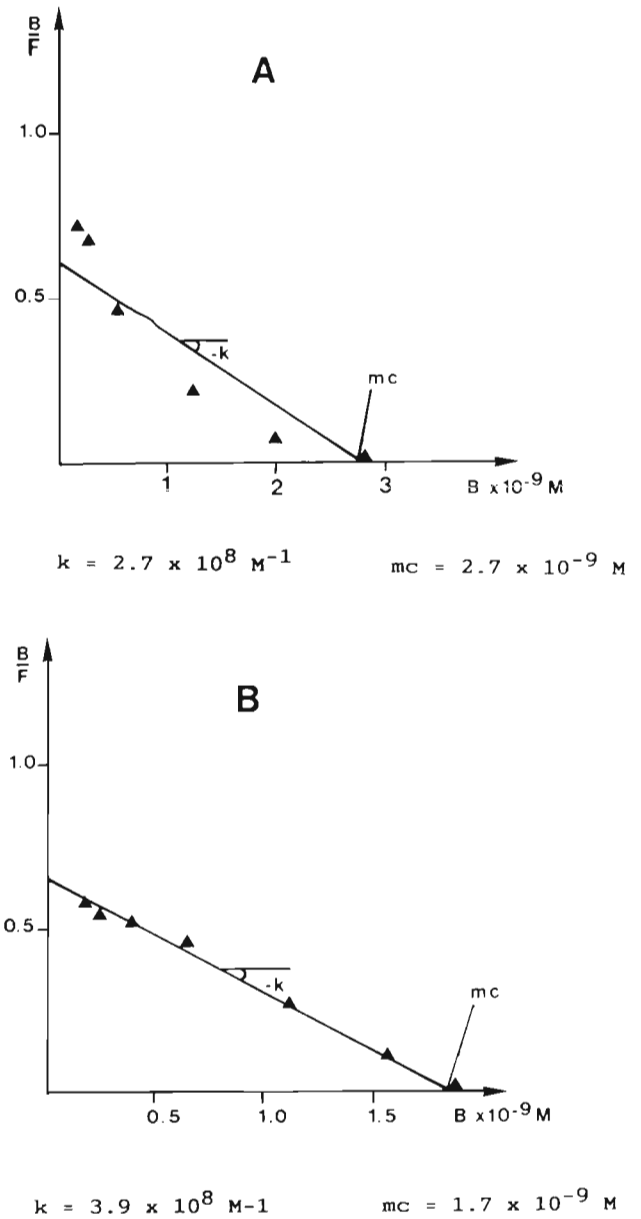 B
F
A
1.0
0.5
-k
mc
1
2
3
B x10⁻⁹ M
k = 2.7 x 10⁸ M⁻¹
mc = 2.7 x 10⁻⁹ M
B
F
B
1.0
0.5
-k
mc
0.5
1.0
1.5
B x10⁻⁹ M
k = 3.9 x 10⁸ M-1
mc = 1.7 x 10⁻⁹ M